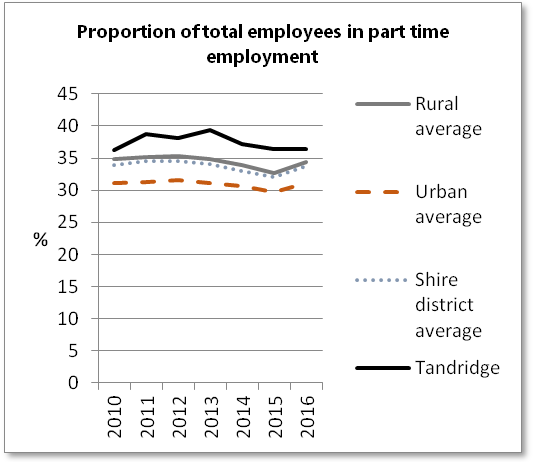 Proportion of total employees in part time
employment
45
40
35
30
25
20
15
10
5
0
%
2010
2011
2012
2013
2014
2015
2016
Rural
average
Urban
average
Shire
district
average
Tandridge